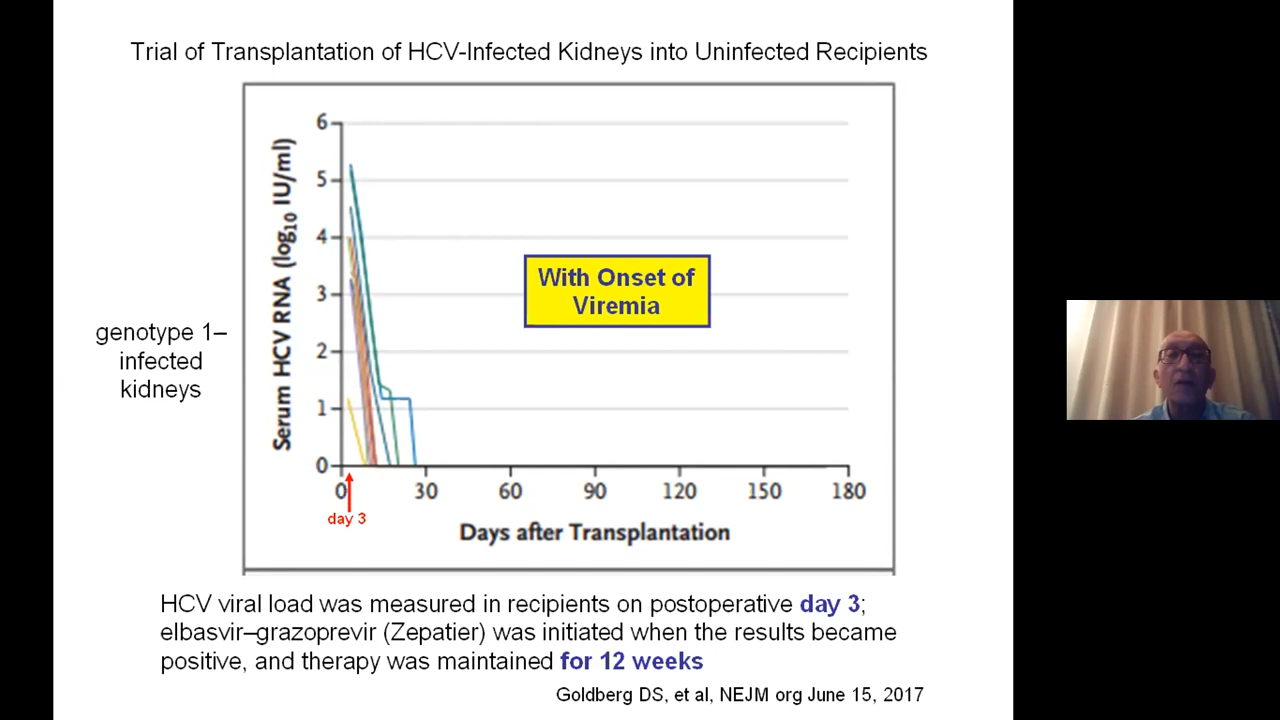 Trial of Transplantation of HCV-Infected Kidneys into Uninfected Recipients
6
5
4
3
2
1
0
Serum HCV RNA (log10 IU/ml)
genotype 1–
infected
kidneys
With Onset of
Viremia
0 30 60 90 120 150 180
day 3
Days after Transplantation
HCV viral load was measured in recipients on postoperative day 3;
elbasvir–grazoprevir (Zepatier) was initiated when the results became
positive, and therapy was maintained for 12 weeks
Goldberg DS, et al, NEJM org June 15, 2017